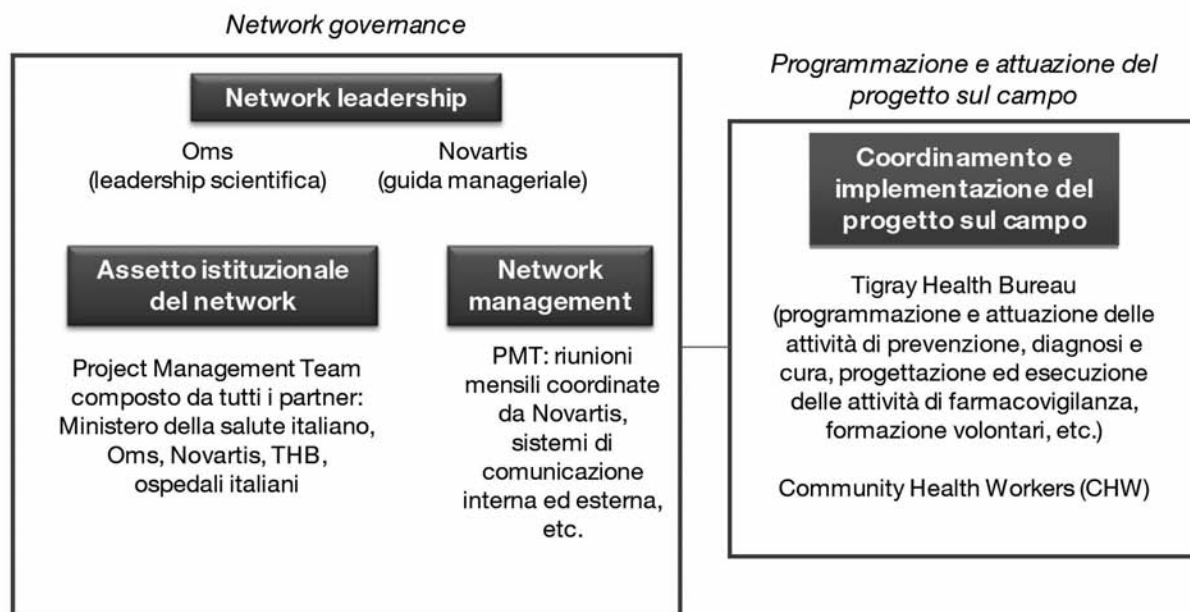 Network governance
Network leadership
Oms
(leadership scientifica)
Novartis
(guida manageriale)
Assetto istituzionale
del network
Project Management Team
composto da tutti i partner:
Ministero della salute italiano,
Oms, Novartis, THB,
ospedali italiani
Network
management
PMT: riunioni
mensili coordinate
da Novartis,
sistemi di
comunicazione
interna ed esterna,
etc.
Programmazione e attuazione del
progetto sul campo
Coordinamento e
implementazione del
progetto sul campo
Tigray Health Bureau
(programmazione e attuazione delle
attività di prevenzione, diagnosi e
cura, progettazione ed esecuzione
delle attività di farmacovigilanza,
formazione volontari, etc.)
Community Health Workers (CHW)